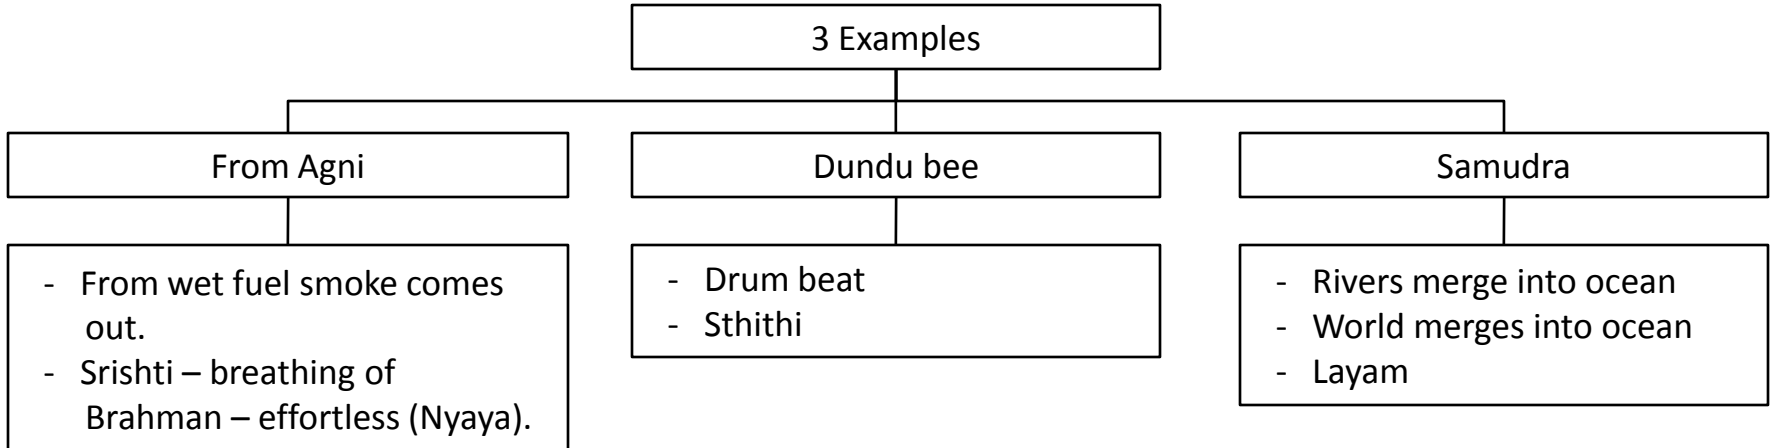 3 Examples
From Agni
Dundu bee
Samudra
- From wet fuel smoke comes
out.
- Srishti – breathing of
Brahman – effortless (Nyaya).
- Drum beat
- Sthithi
- Rivers merge into ocean
- World merges into ocean
- Layam